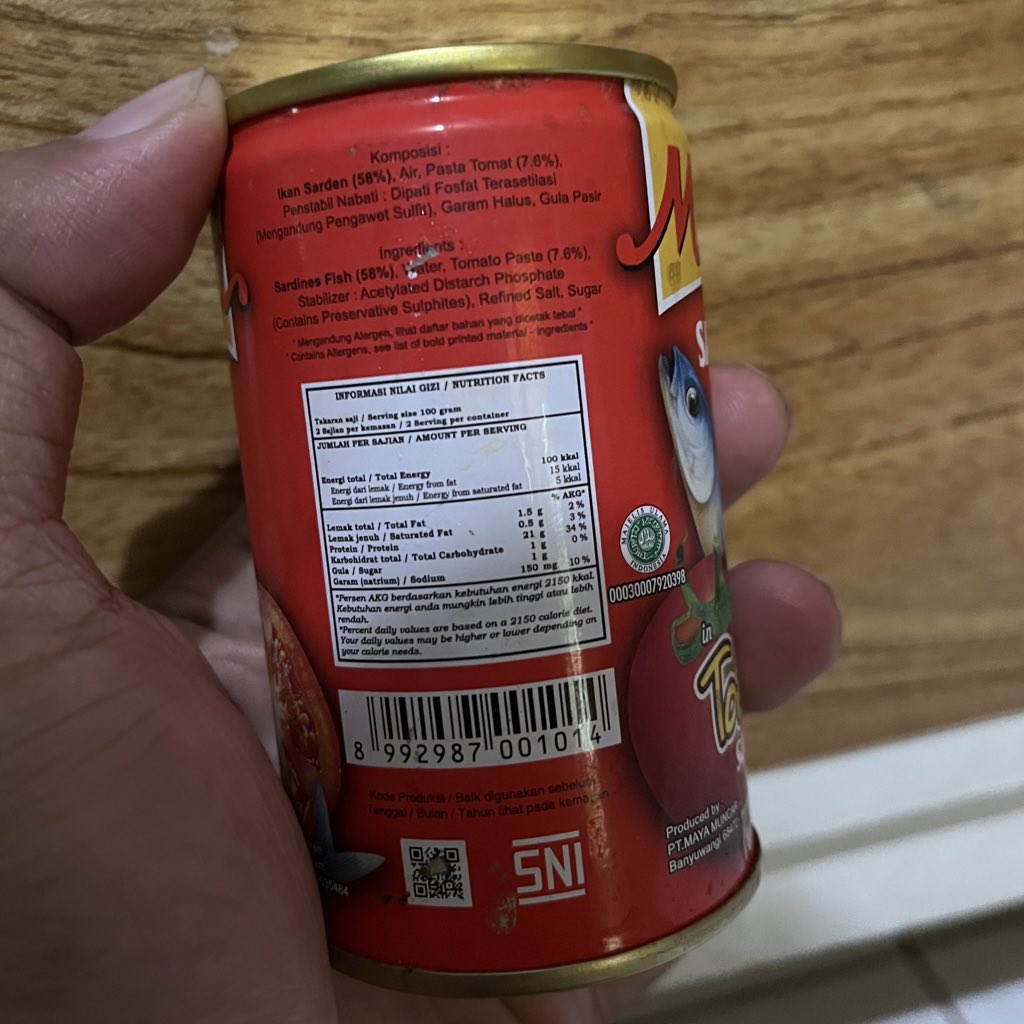 Komposisi :
Ikan Sarden (58%), Air, Pasta Tomat (7.6%),
Penstabil Nabati : Dipati Fosfat Terasetilasi
(Mengandung Pengawet Sulfit), Garam Halus, Gula Pasir
Ingredients :
Sardines Fish (58%), Water, Tomato Paste (7.6%),
Stabilizer : Acetylated Distarch Phosphate
(Contains Preservative Sulphites), Refined Salt, Sugar
* Mengandung Alergen, lihat daftar bahan yang dicetak tebal *
* Contains Allergens, see list of bold printed material - ingredients *
INFORMASI NILAI GIZI / NUTRITION FACTS
Takaran saji / Serving size 100 gram
2 Sajian per kemasan / 2 Serving per container
JUMLAH PER SAJIAN / AMOUNT PER SERVING
Energi total / Total Energy 100 kkal
Energi dari lemak / Energy from fat 15 kkal
Energi dari lemak jenuh / Energy from saturated fat 5 kkal
% AKG*
Lemak total / Total Fat 1.5 g 2 %
Lemak jenuh / Saturated Fat 0.5 g 3 %
Protein / Protein 21 g 34 %
Karbohidrat total / Total Carbohydrate 1 g 0 %
Gula / Sugar 1 g
Garam (natrium) / Sodium 150 mg 10 %
*Persen AKG berdasarkan kebutuhan energi 2150 kkal.
Kebutuhan energi anda mungkin lebih tinggi atau lebih
rendah.
*Percent daily values are based on a 2150 calorie diet.
Your daily values may be higher or lower depending on
your calorie needs.
8 992987 001014
Kode Produksi / Baik digunakan sebelum
Tanggal / Bulan / Tahun lihat pada kemasan
SNI
MAJELIS ULAMA
INDONESIA
00030007920398
M
in
To
Produced by :
PT.MAYA MUNCAR
Banyuwangi